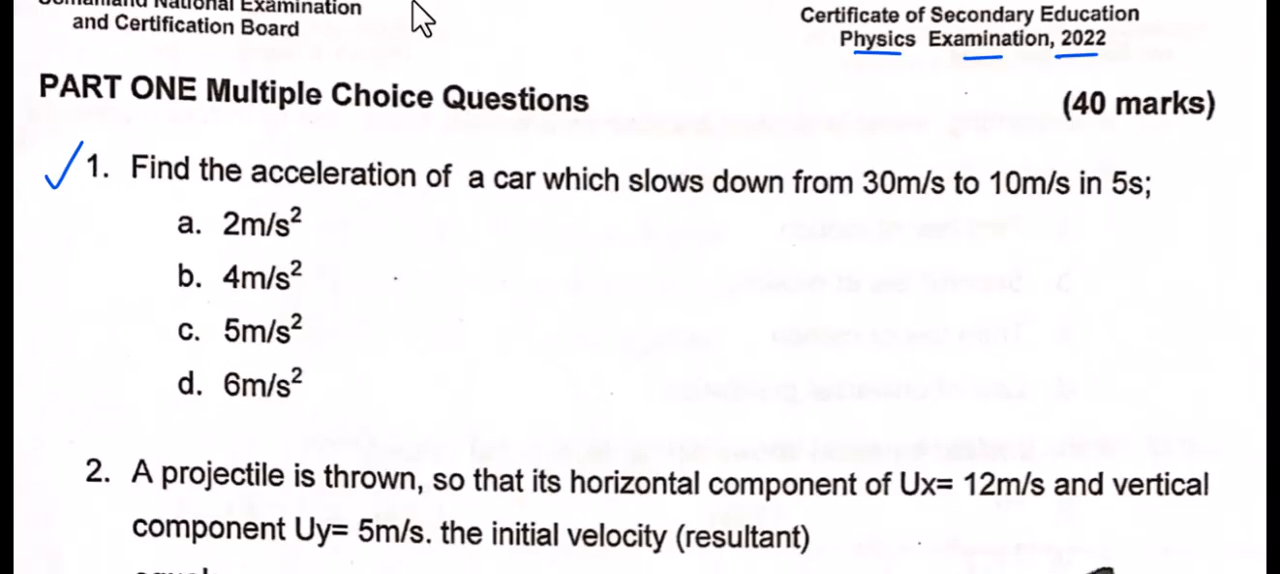 National Examination
and Certification Board
Certificate of Secondary Education
Physics Examination, 2022
PART ONE Multiple Choice Questions
(40 marks)
1. Find the acceleration of a car which slows down from 30m/s to 10m/s in 5s;
a. 2m/s²
b. 4m/s²
c. 5m/s²
d. 6m/s²
2. A projectile is thrown, so that its horizontal component of Ux= 12m/s and vertical
component Uy= 5m/s. the initial velocity (resultant)